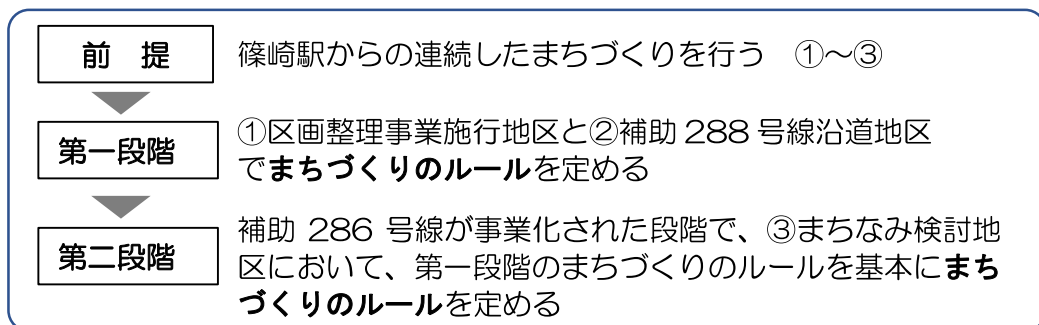 前 提
篠崎駅からの連続したまちづくりを行う ①～③
第一段階
①区画整理事業施行地区と②補助 288 号線沿道地区
でまちづくりのルールを定める
第二段階
補助 286 号線が事業化された段階で、③まちなみ検討地
区において、第一段階のまちづくりのルールを基本にまち
づくりのルールを定める